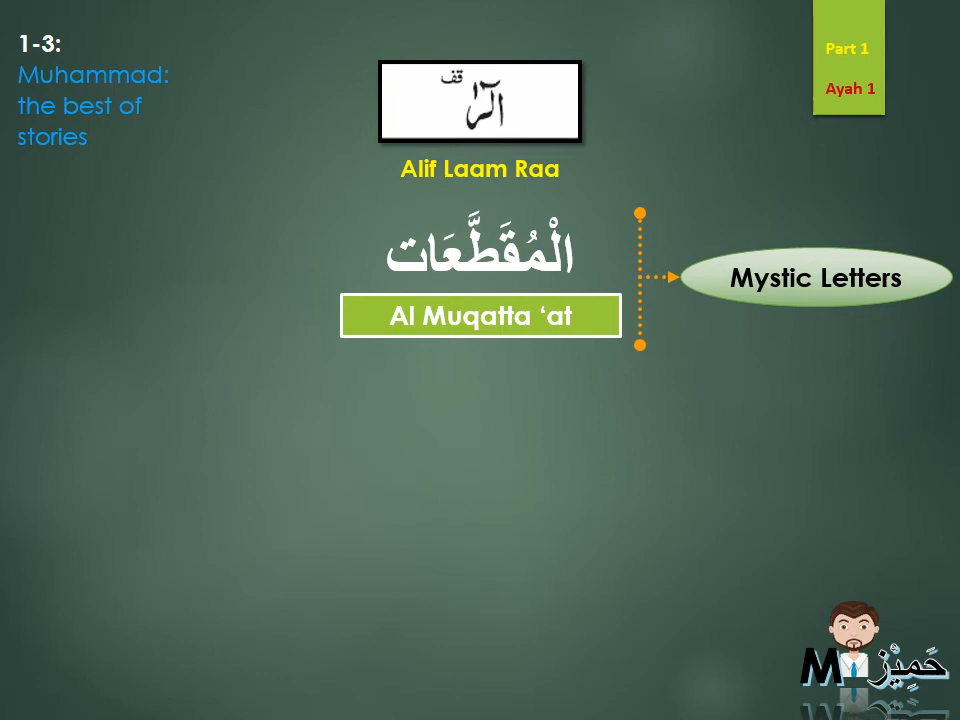 1-3:
Muhammad:
the best of
stories
Part 1
Ayah 1
الٓرٰ ۟قف
Alif Laam Raa
الْمُقَطَّعَات
Al Muqatta ‘at
Mystic Letters
M حَمِيْز